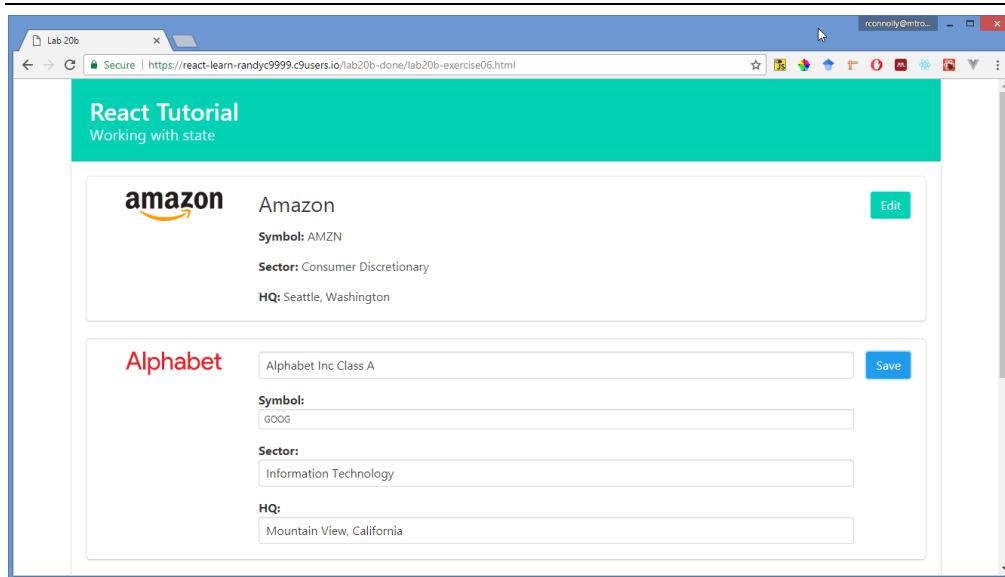 rconnolly@mtro...
Lab 20b
Secure | https://react-learn-randyc9999.c9users.io/lab20b-done/lab20b-exercise06.html
React Tutorial
Working with state
amazon
Amazon
Edit
Symbol: AMZN
Sector: Consumer Discretionary
HQ: Seattle, Washington
Alphabet
Alphabet Inc Class A
Save
Symbol:
GOOG
Sector:
Information Technology
HQ:
Mountain View, California